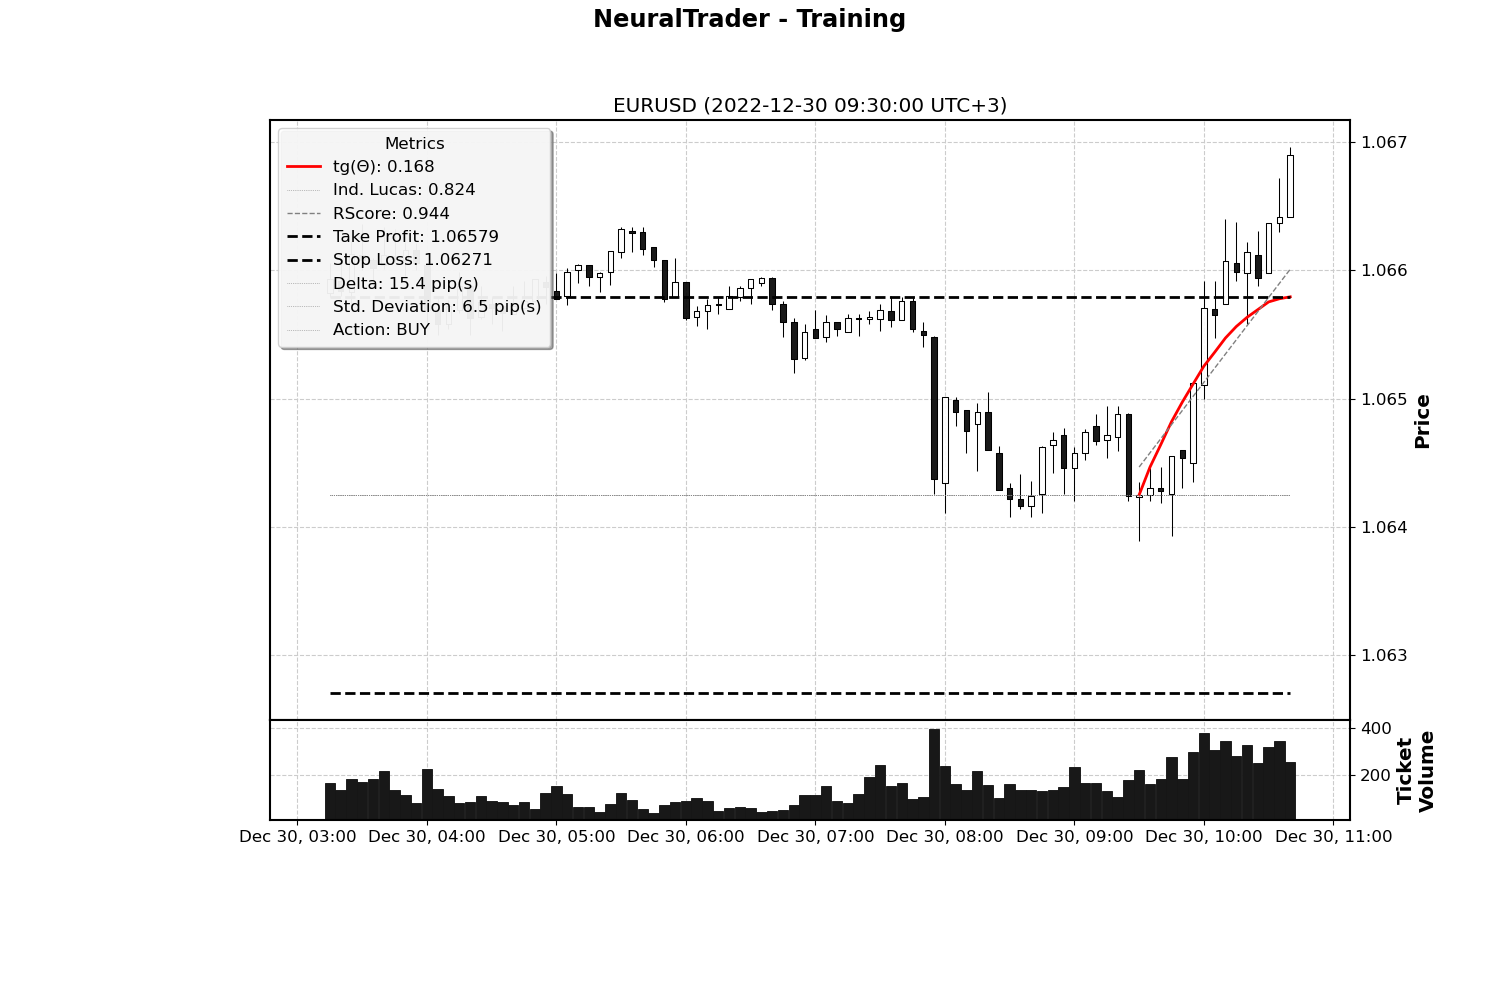 NeuralTrader - Training
EURUSD (2022-12-30 09:30:00 UTC+3)
Metrics
tg(Θ): 0.168
Ind. Lucas: 0.824
RScore: 0.944
Take Profit: 1.06579
Stop Loss: 1.06271
Delta: 15.4 pip(s)
Std. Deviation: 6.5 pip(s)
Action: BUY
1.067
1.066
1.065
1.064
1.063
Price
400
200
Ticket
Volume
Dec 30, 03:00
Dec 30, 04:00
Dec 30, 05:00
Dec 30, 06:00
Dec 30, 07:00
Dec 30, 08:00
Dec 30, 09:00
Dec 30, 10:00
Dec 30, 11:00